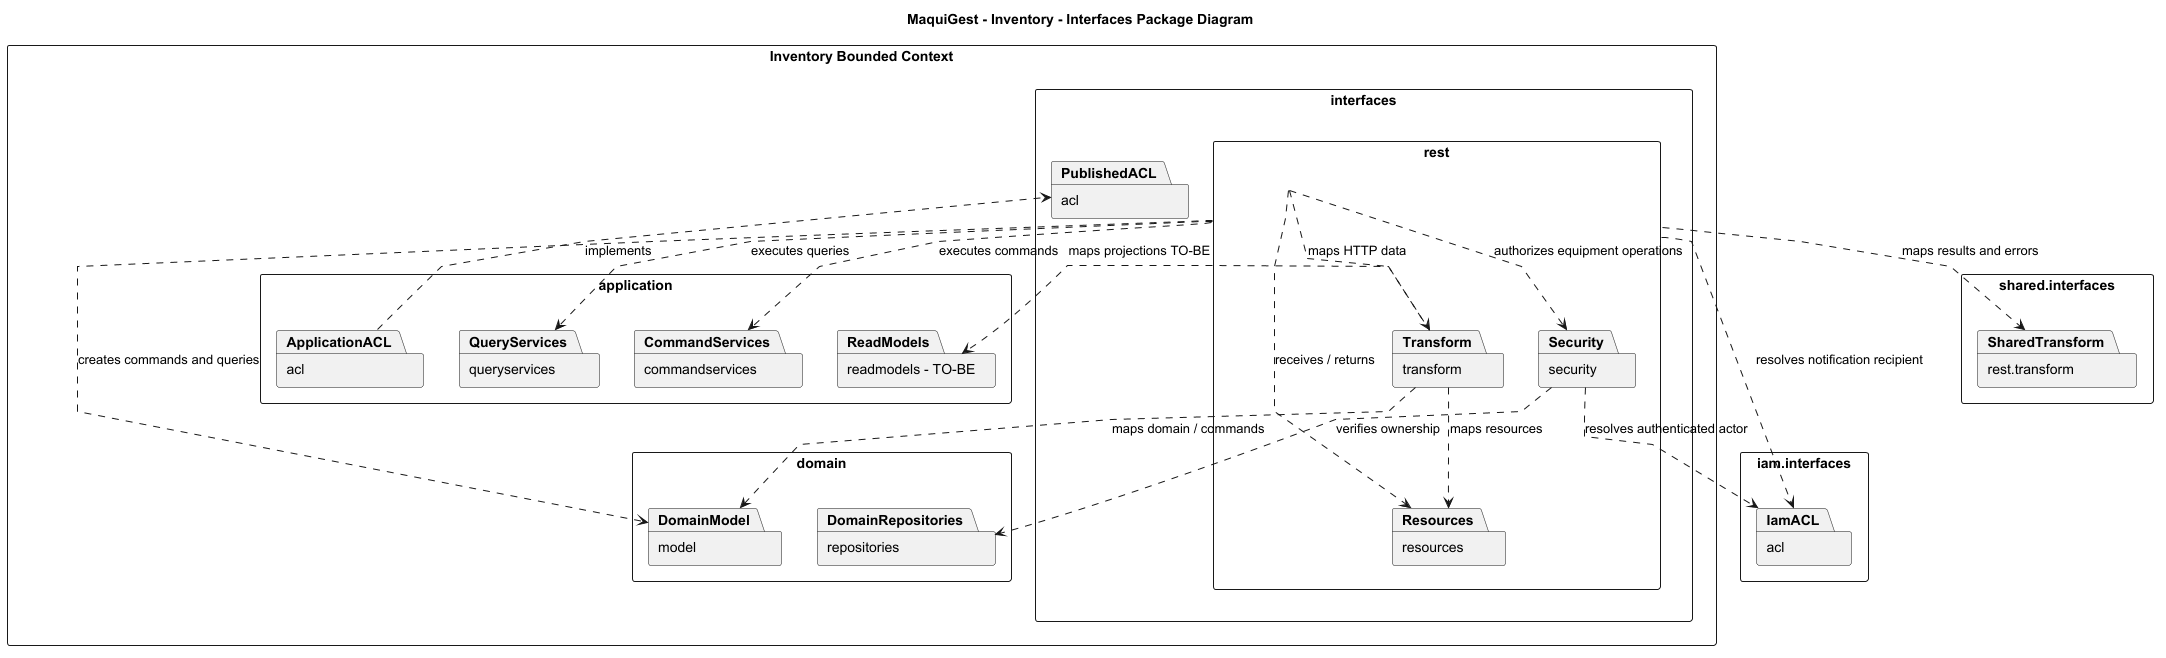 MaquiGest - Inventory - Interfaces Package Diagram
Inventory Bounded Context
interfaces
rest
PublishedACL
acl
implements
executes queries
executes commands
maps projections TO-BE
maps HTTP data
authorizes equipment operations
maps results and errors
application
shared.interfaces
ApplicationACL
acl
QueryServices
queryservices
CommandServices
commandservices
ReadModels
readmodels - TO-BE
Transform
transform
Security
security
SharedTransform
rest.transform
creates commands and queries
receives / returns
resolves notification recipient
maps domain / commands
verifies ownership
maps resources
resolves authenticated actor
domain
iam.interfaces
DomainModel
model
DomainRepositories
repositories
Resources
resources
IamACL
acl